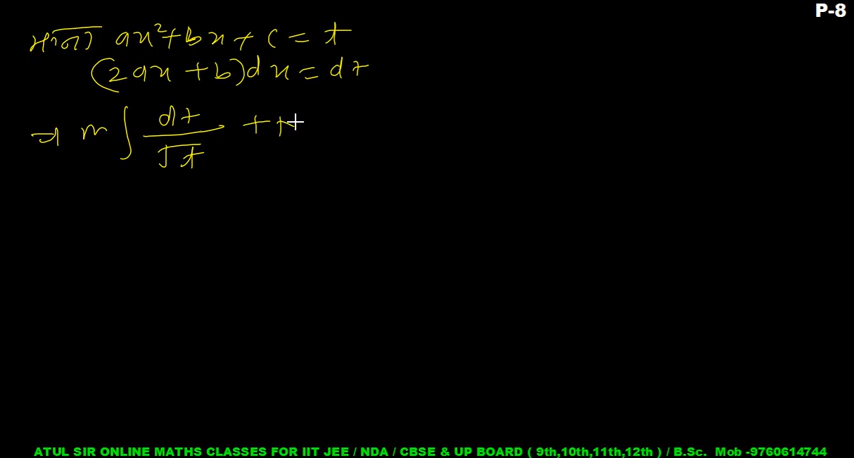 P-8
माना ax²+bx+c=t
(2ax+b)dx=dt
⇒ m∫ dt/√t +
ATUL SIR ONLINE MATHS CLASSES FOR IIT JEE / NDA / CBSE & UP BOARD ( 9th,10th,11th,12th ) / B.Sc. Mob -9760614744